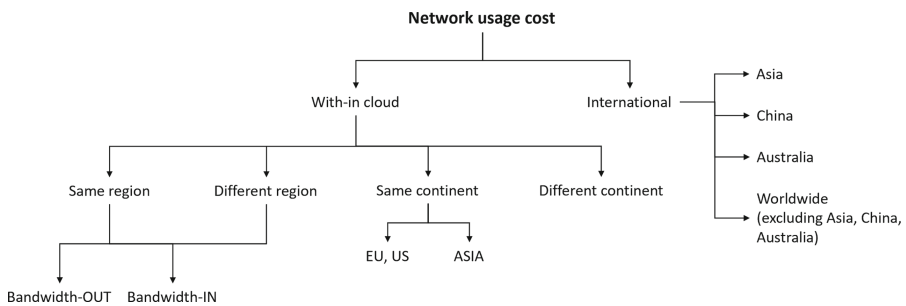 Network usage cost
With-in cloud
International
Asia
China
Australia
Worldwide
(excluding Asia, China,
Australia)
Same region
Different region
Same continent
Different continent
EU, US
ASIA
Bandwidth-OUT
Bandwidth-IN